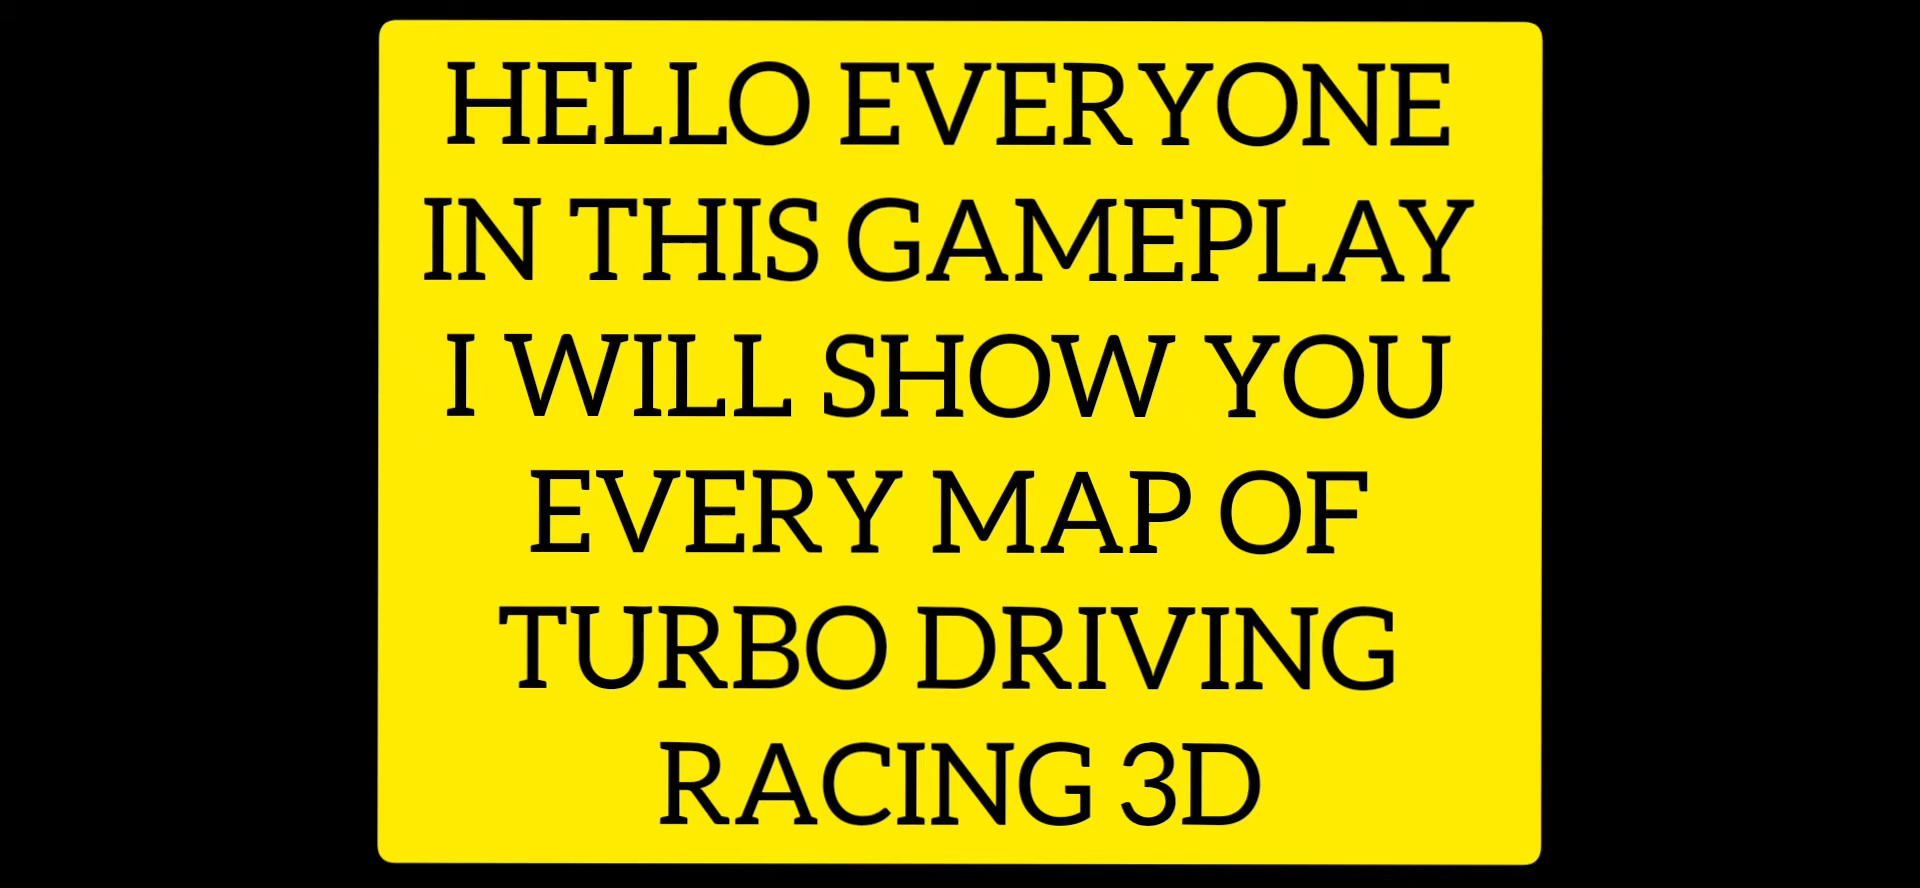 HELLO EVERYONE
IN THIS GAMEPLAY
I WILL SHOW YOU
EVERY MAP OF
TURBO DRIVING
RACING 3D